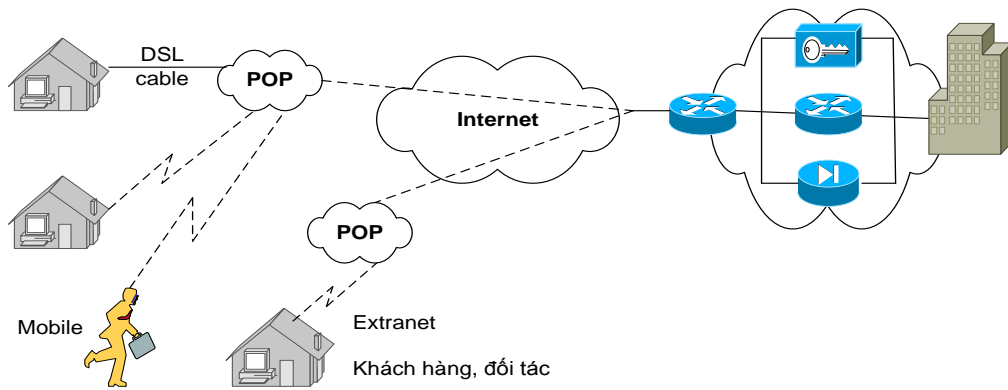 DSL
cable
POP
Internet
POP
Mobile
Extranet
Khách hàng, đối tác